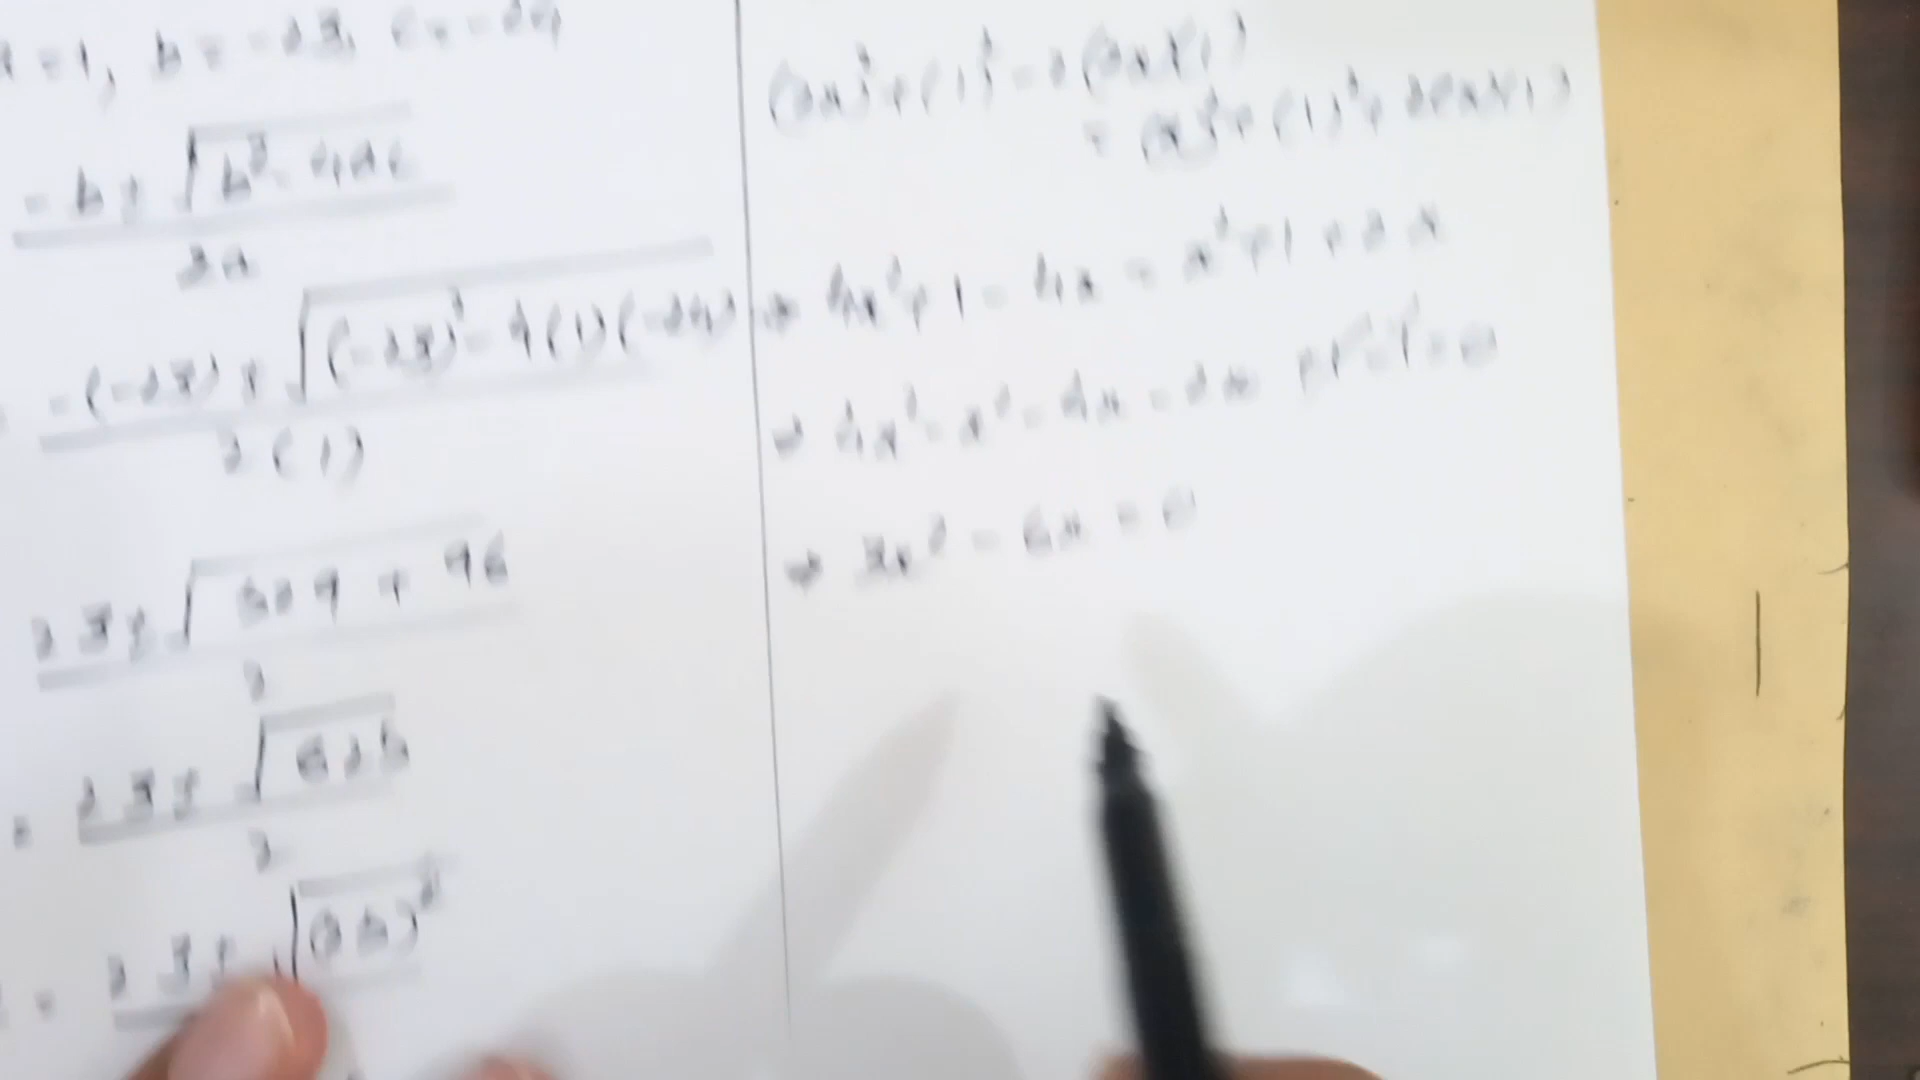 a = 1, b = -23, c = -24
-b ± √b² - 4ac
2a
-(-23) ± √(-23)² - 4(1)(-24)
2(1)
23 ± √529 + 96
2
= 23 ± √625
2
= 23 ± √(25)²
(2x)² + (1)² - 2(2x)(1)
= (x)² + (1)² + 2(x)(1)
⇒ 4x² + 1 - 4x = x² + 1 + 2x
⇒ 4x² - x² - 4x - 2x + 1 - 1 = 0
⇒ 3x² - 6x = 0